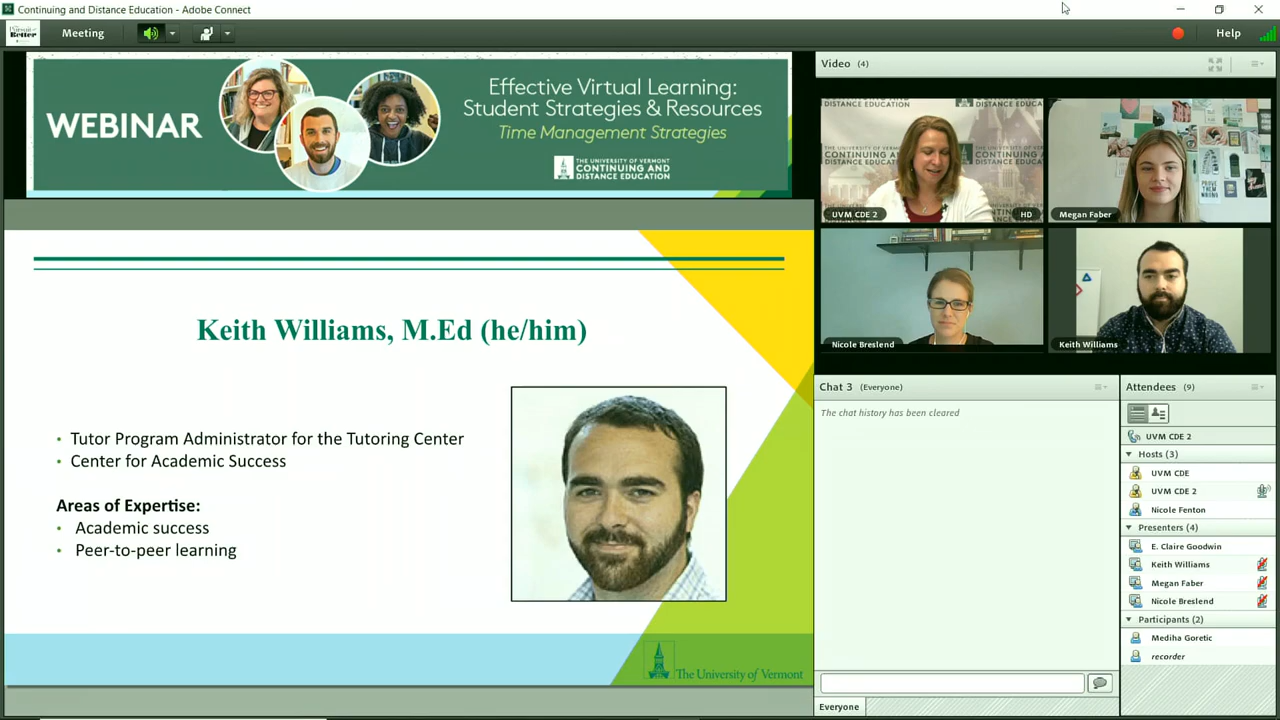 Continuing and Distance Education - Adobe Connect
Pursuit of
Better
Meeting
Help
WEBINAR
Effective Virtual Learning:
Student Strategies & Resources
Time Management Strategies
THE UNIVERSITY OF VERMONT
CONTINUING AND
DISTANCE EDUCATION
Keith Williams, M.Ed (he/him)
• Tutor Program Administrator for the Tutoring Center
• Center for Academic Success
Areas of Expertise:
• Academic success
• Peer-to-peer learning
The University of Vermont
Video (4)
UVM CDE 2
HD
Megan Faber
Nicole Breslend
Keith Williams
Chat 3 (Everyone)
The chat history has been cleared
Everyone
Attendees (9)
UVM CDE 2
Hosts (3)
UVM CDE
UVM CDE 2
Nicole Fenton
Presenters (4)
E. Claire Goodwin
Keith Williams
Megan Faber
Nicole Breslend
Participants (2)
Mediha Goretic
recorder